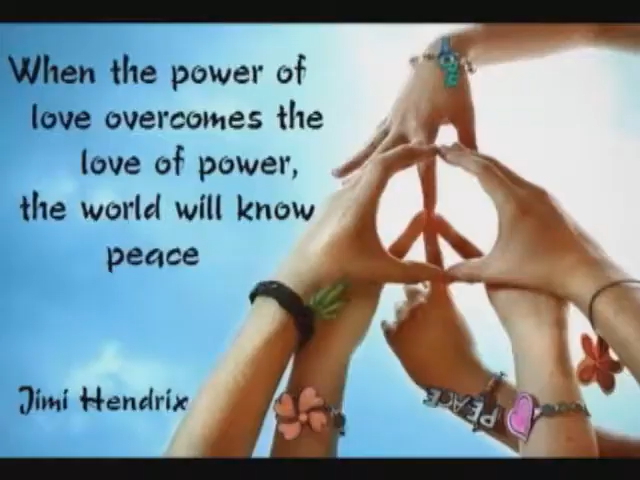 When the power of
love overcomes the
love of power,
the world will know
peace
Jimi Hendrix
PEACE